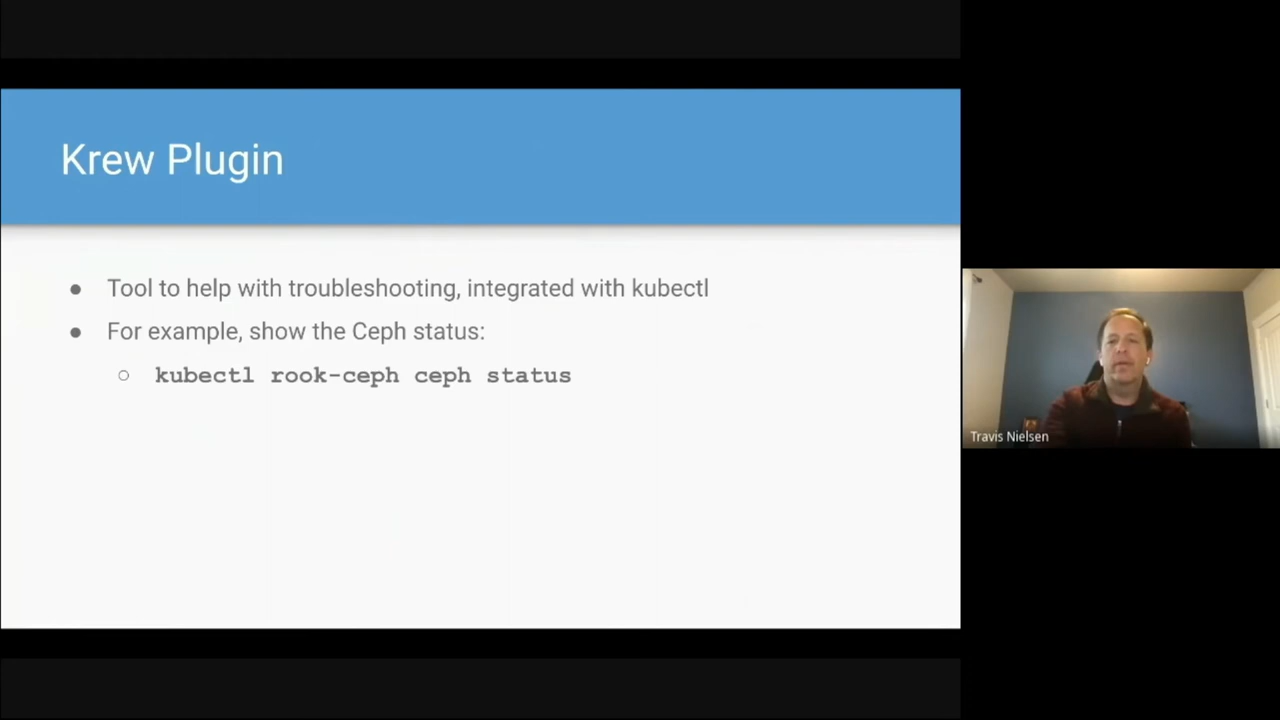 Krew Plugin
● Tool to help with troubleshooting, integrated with kubectl
● For example, show the Ceph status:
○ kubectl rook-ceph ceph status
Travis Nielsen